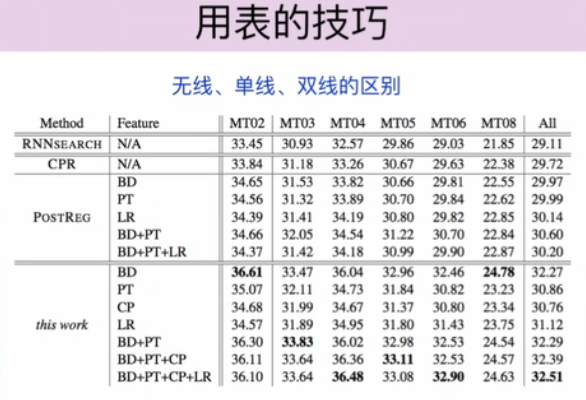 用表的技巧
无线、单线、双线的区别
Method Feature MT02 MT03 MT04 MT05 MT06 MT08 All
RNNSEARCH N/A 33.45 30.93 32.57 29.86 29.03 21.85 29.11
CPR N/A 33.84 31.18 33.26 30.67 29.63 22.38 29.72
BD 34.65 31.53 33.82 30.66 29.81 22.55 29.97
PT 34.56 31.32 33.89 30.70 29.84 22.62 29.99
POSTREG LR 34.39 31.41 34.19 30.80 29.82 22.85 30.14
BD+PT 34.66 32.05 34.54 31.22 30.70 22.84 30.60
BD+PT+LR 34.37 31.42 34.18 30.99 29.90 22.87 30.20
BD 36.61 33.47 36.04 32.96 32.46 24.78 32.27
PT 35.07 32.11 34.73 31.84 30.82 23.23 30.86
CP 34.68 31.99 34.67 31.37 30.80 23.34 30.76
this work LR 34.57 31.89 34.95 31.80 31.43 23.75 31.12
BD+PT 36.30 33.83 36.02 32.98 32.53 24.54 32.29
BD+PT+CP 36.11 33.64 36.36 33.11 32.53 24.57 32.39
BD+PT+CP+LR 36.10 33.64 36.48 33.08 32.90 24.63 32.51